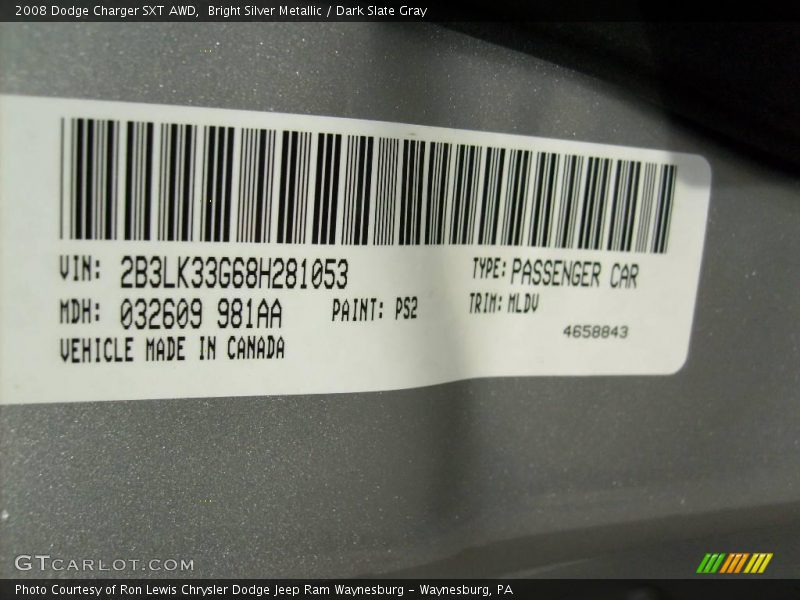 2008 Dodge Charger SXT AWD,  Bright Silver Metallic / Dark Slate Gray
VIN: 2B3LK33G68H281053 TYPE: PASSENGER CAR
MDH: 032609 981AA PAINT: PS2 TRIM: MLDV
VEHICLE MADE IN CANADA 4658843
GTCARLOT.COM
Photo Courtesy of Ron Lewis Chrysler Dodge Jeep Ram Waynesburg – Waynesburg, PA